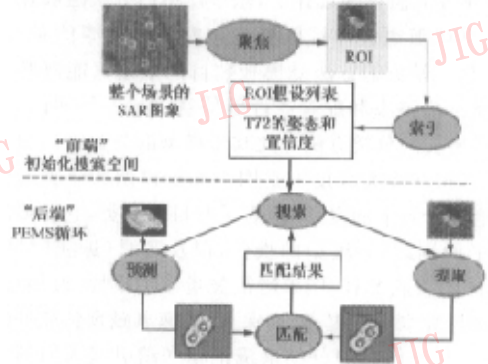 聚焦
ROI
整个场景的
SAR图象
ROI假设列表
T72的姿态和
置信度
索引
“前端”
初始化搜索空间
“后端”
PEMS循环
搜索
预测
匹配结果
提取
匹配
JIG
JIG
JIG